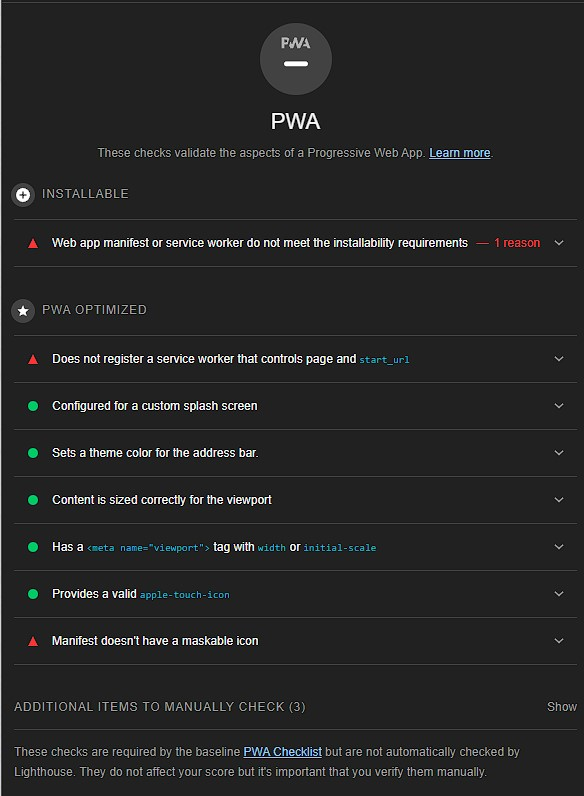 PWA
PWA
These checks validate the aspects of a Progressive Web App. Learn more.
INSTALLABLE
Web app manifest or service worker do not meet the installability requirements — 1 reason
PWA OPTIMIZED
Does not register a service worker that controls page and start_url
Configured for a custom splash screen
Sets a theme color for the address bar.
Content is sized correctly for the viewport
Has a <meta name="viewport"> tag with width or initial-scale
Provides a valid apple-touch-icon
Manifest doesn't have a maskable icon
ADDITIONAL ITEMS TO MANUALLY CHECK (3) Show
These checks are required by the baseline PWA Checklist but are not automatically checked by
Lighthouse. They do not affect your score but it's important that you verify them manually.